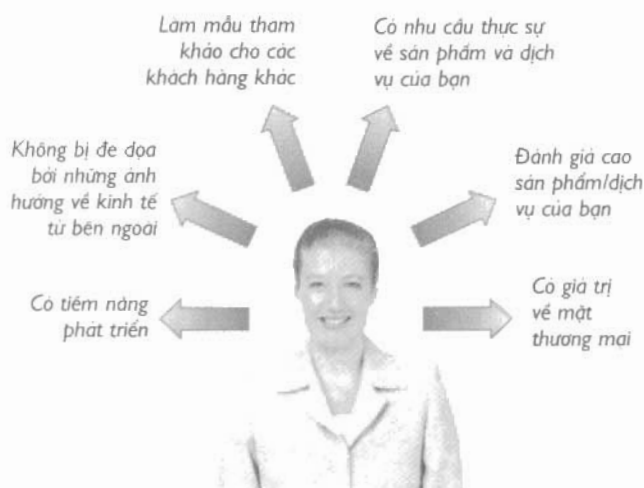 Làm mẫu tham
khảo cho các
khách hàng khác
Có nhu cầu thực sự
về sản phẩm và dịch
vụ của bạn
Không bị đe dọa
bởi những ảnh
hưởng về kinh tế
từ bên ngoài
Đánh giá cao
sản phẩm/dịch
vụ của bạn
Có tiềm năng
phát triển
Có giá trị
về mặt
thương mại